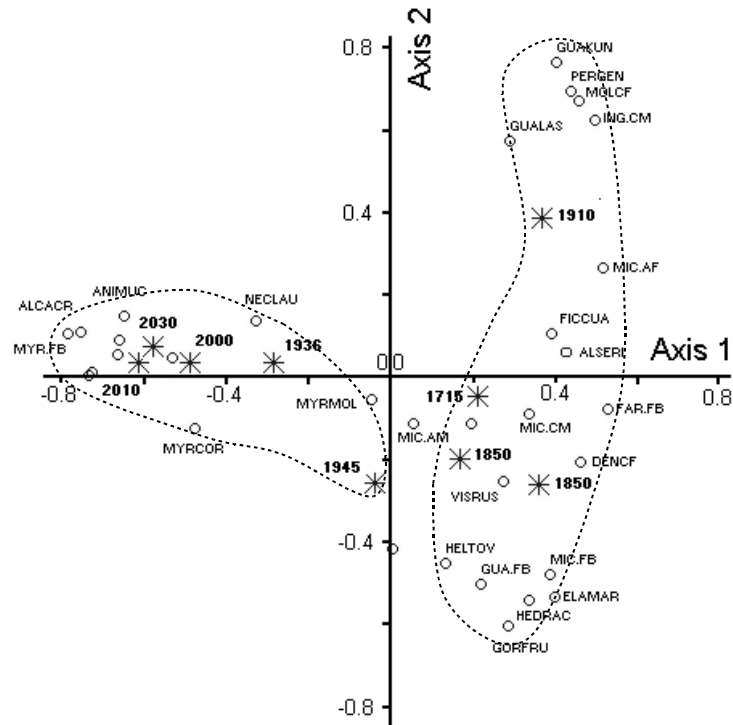 Axis 2
0.8
GUAKUN
PERGEN
MOLCF
ING.CM
GUALAS
0.4
1910
MIC.AF
ANIMUC
NECLAU
ALCACR
2030
2000
1936
FICCUA
MYR.FB
ALSERI
Axis 1
0.0
-0.8
2010
-0.4
0.4
0.8
MYRMOL
1715
FAR.FB
MIC.AM
MIC.CM
MYRCOR
1945
1850
DENCF
VISRUS
1850
-0.4
HELTOV
MIC.FB
GUA.FB
ELAMAR
HEDRAC
GORFRU
-0.8